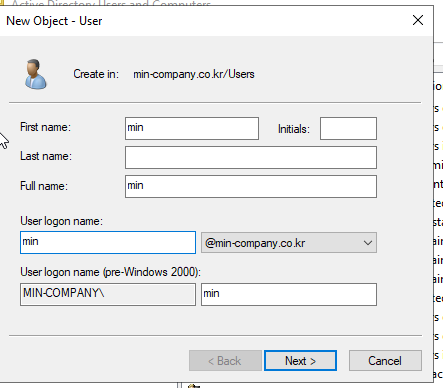 Active Directory Users and Computers
New Object - User
Create in: min-company.co.kr/Users
First name: min Initials:
Last name:
Full name: min
User logon name:
min @min-company.co.kr
User logon name (pre-Windows 2000):
MIN-COMPANY\ min
< Back Next > Cancel